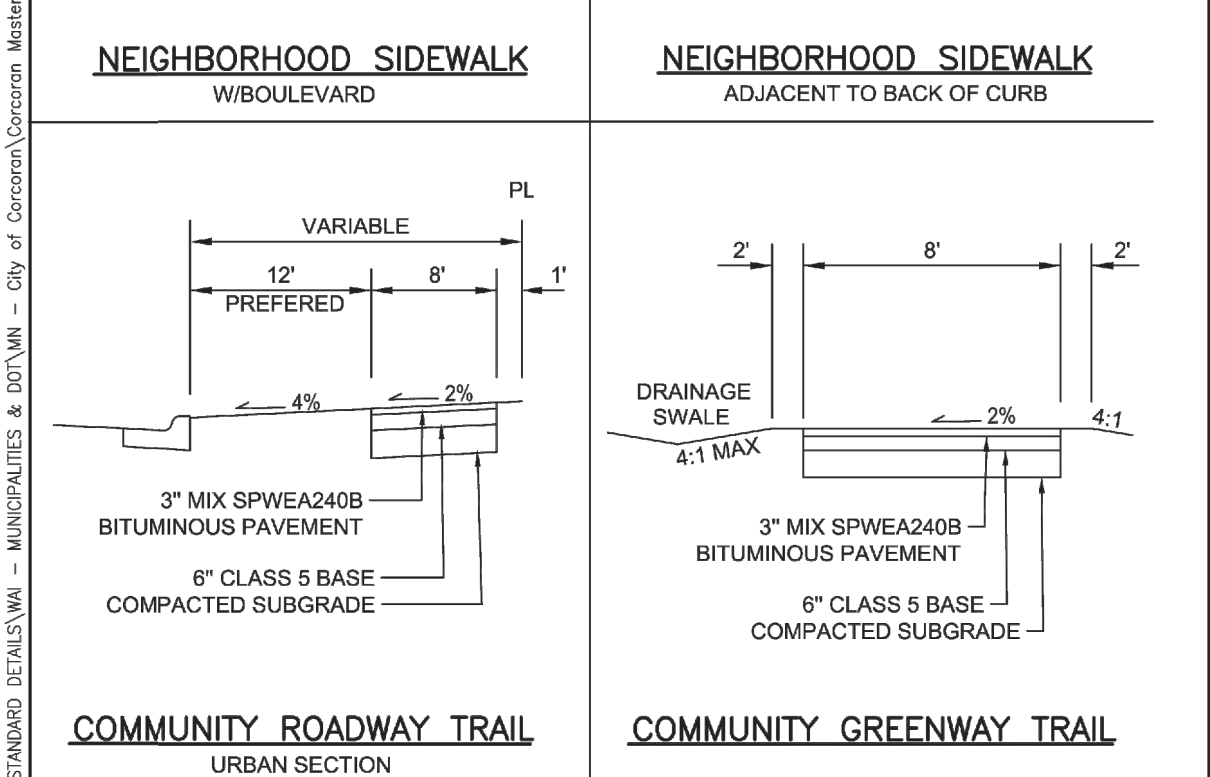 STANDARD DETAILS\WAI - MUNICIPALITIES & DOT\MN - City of Corcoran\Corcoran Master
NEIGHBORHOOD SIDEWALK
W/BOULEVARD
NEIGHBORHOOD SIDEWALK
ADJACENT TO BACK OF CURB
PL
VARIABLE
12'
8'
1'
PREFERED
4%
2%
3" MIX SPWEA240B
BITUMINOUS PAVEMENT
6" CLASS 5 BASE
COMPACTED SUBGRADE
COMMUNITY ROADWAY TRAIL
URBAN SECTION
2'
8'
2'
DRAINAGE
SWALE
2%
4:1
4:1 MAX
3" MIX SPWEA240B
BITUMINOUS PAVEMENT
6" CLASS 5 BASE
COMPACTED SUBGRADE
COMMUNITY GREENWAY TRAIL